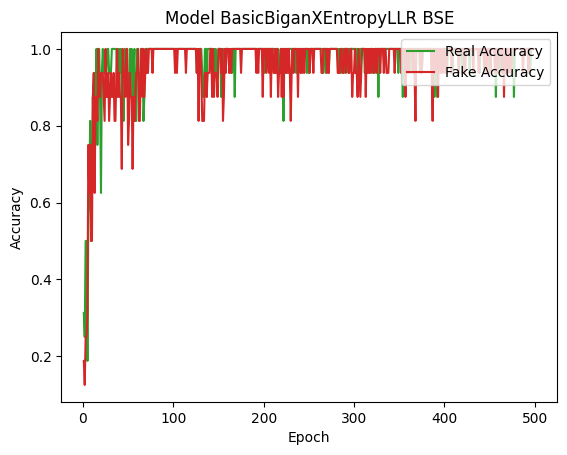 Model BasicBiganXEntropyLLR BSE
Real Accuracy
Fake Accuracy
Accuracy
1.0
0.8
0.6
0.4
0.2
0
100
200
300
400
500
Epoch